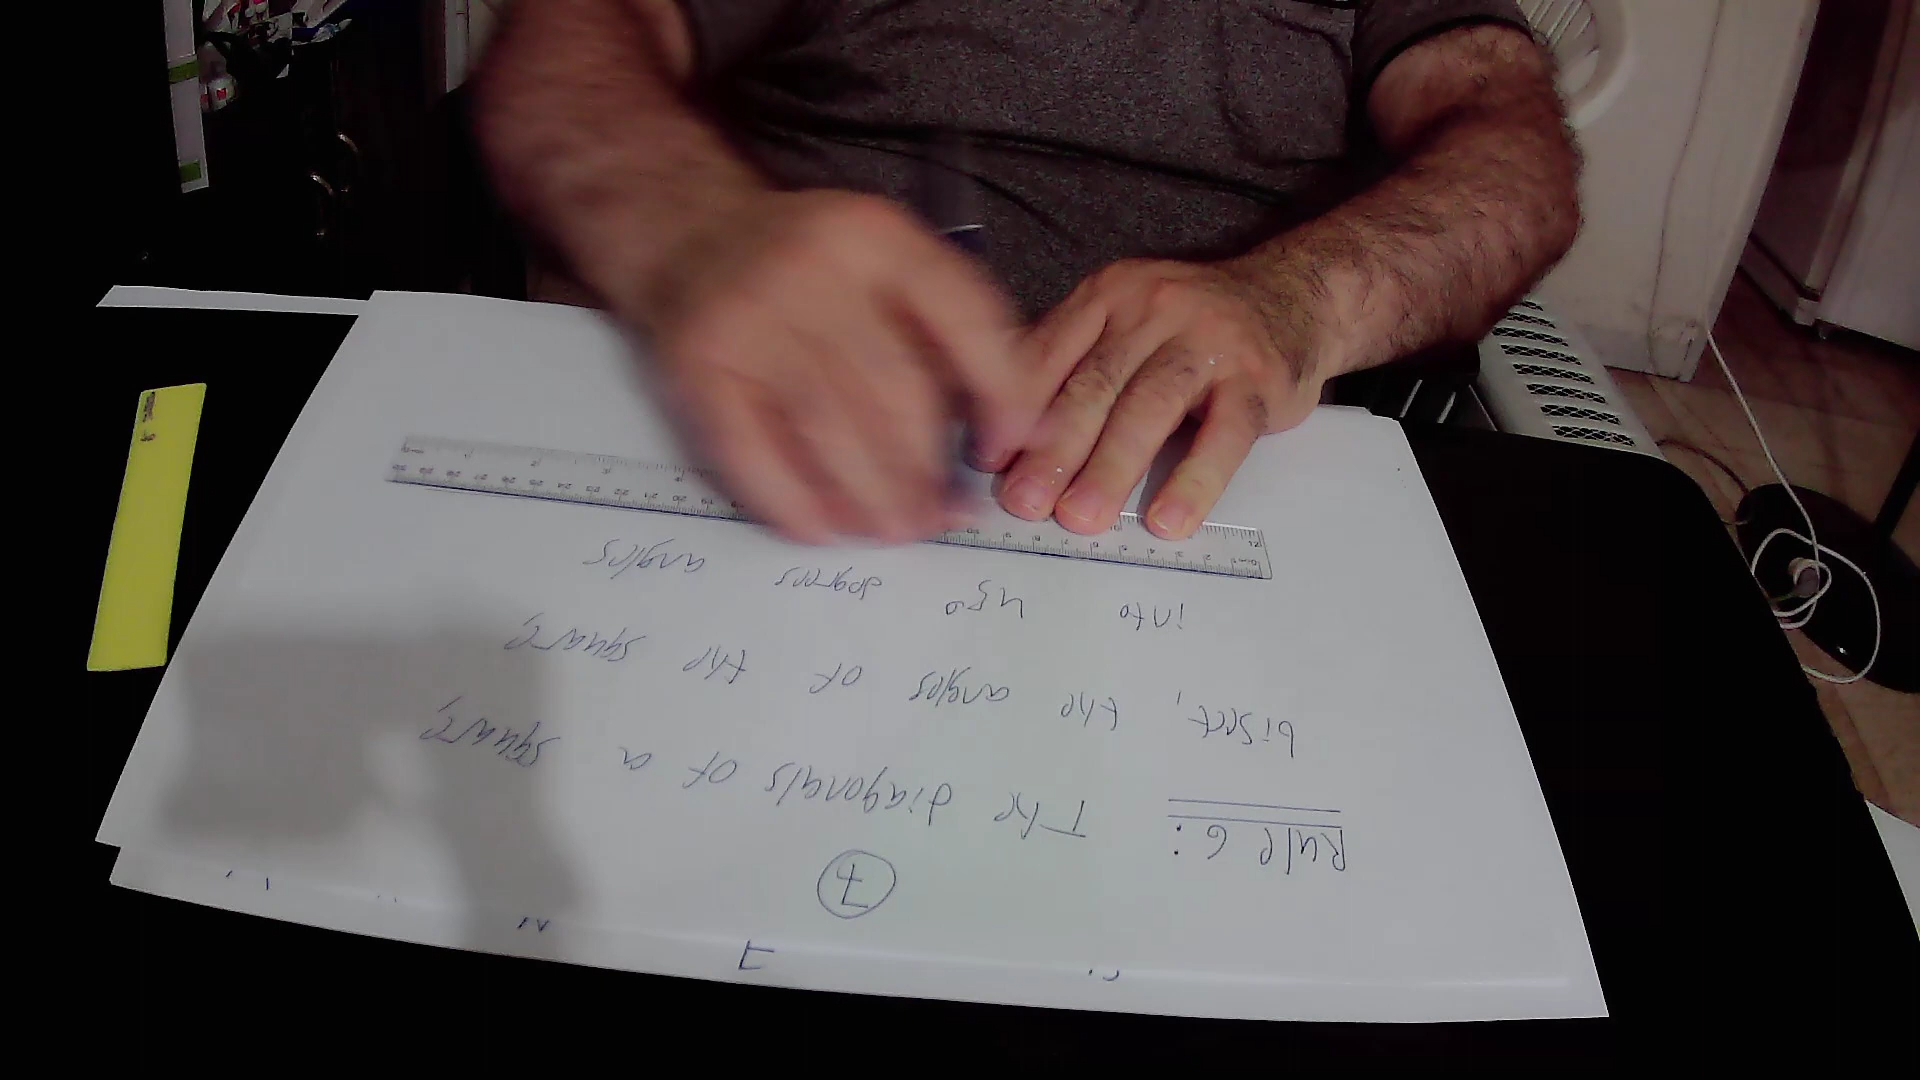 7
Rule 6: The diagonals of a square
bisect, the angles of the square
into 45° degrees angles